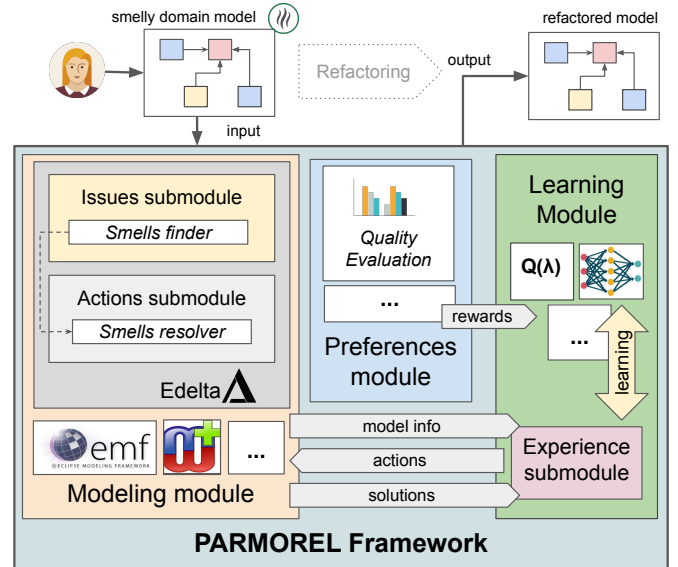 smelly domain model
refactored model
Refactoring
output
input
Issues submodule
Smells finder
Actions submodule
Smells resolver
Edelta
emf
ECLIPSE MODELING FRAMEWORK
...
Modeling module
Quality
Evaluation
...
Preferences
module
rewards
Learning
Module
Q(λ)
...
learning
Experience
submodule
model info
actions
solutions
PARMOREL Framework